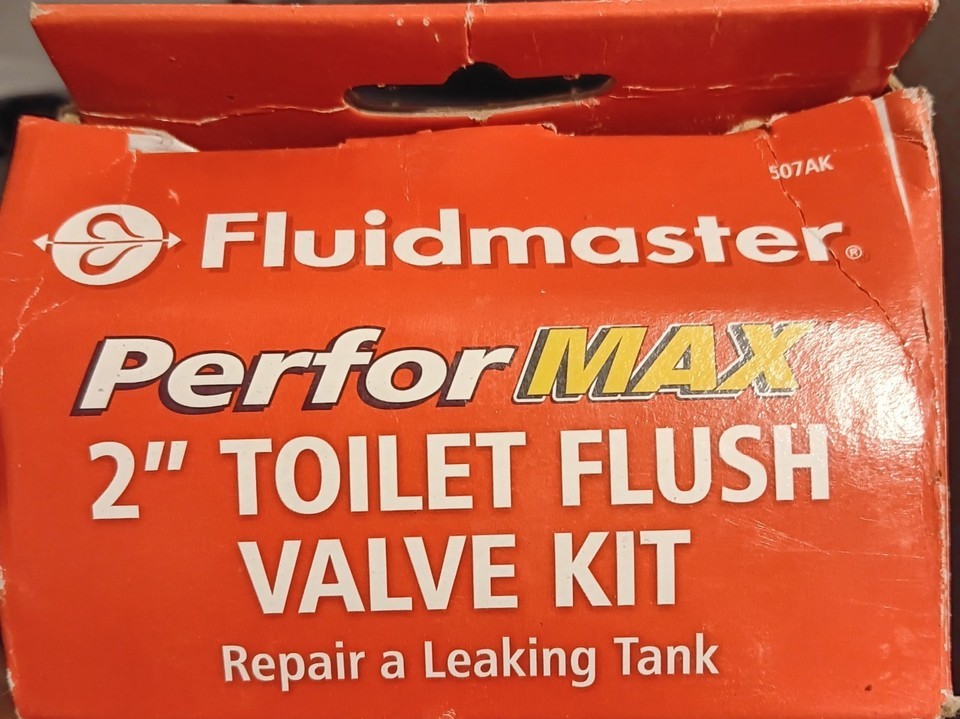 507AK
Fluidmaster®
PerforMAX
2" TOILET FLUSH
VALVE KIT
Repair a Leaking Tank